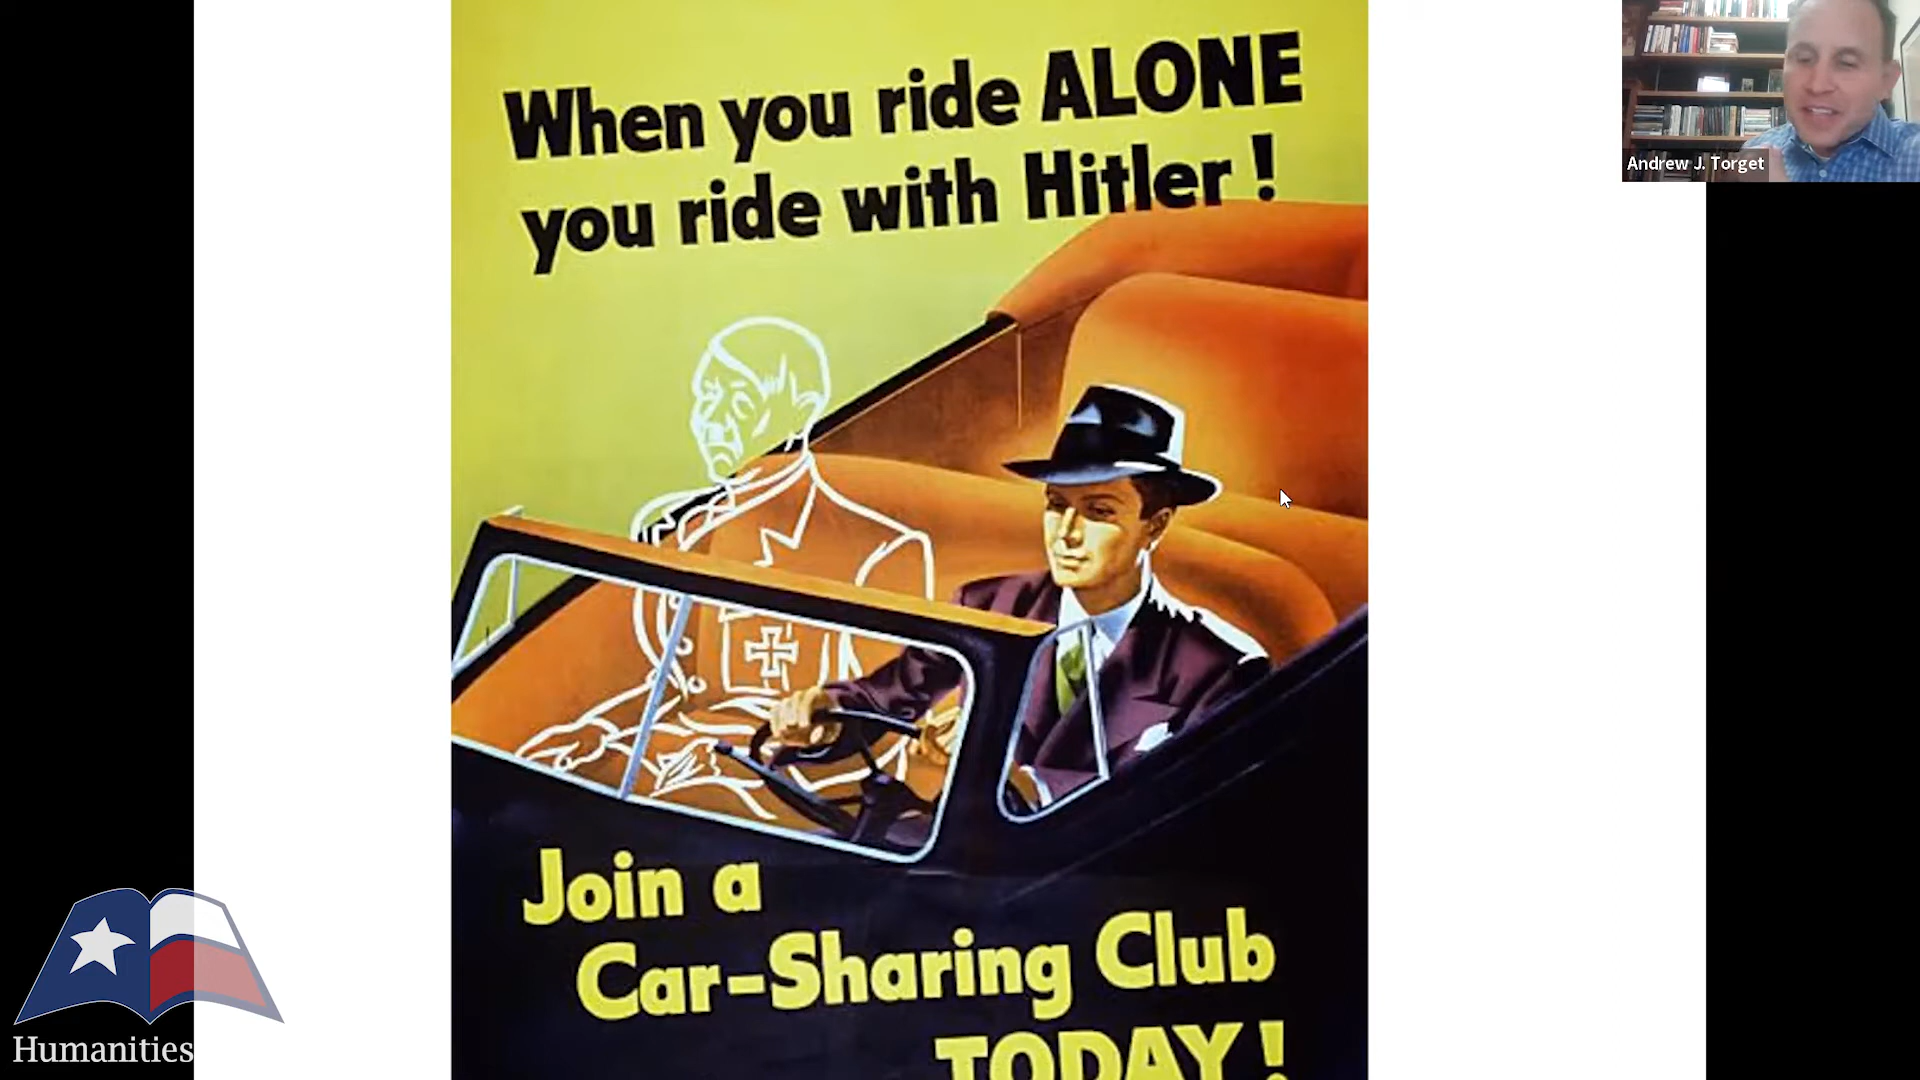 When you ride ALONE
you ride with Hitler!
Join a
Car-Sharing Club
TODAY!
Andrew J. Torget
Humanities